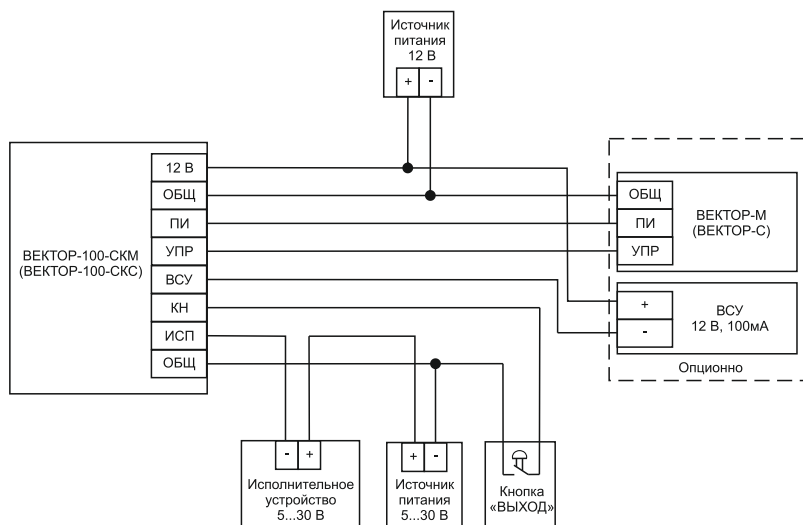 Источник
питания
12 В
+ -
ВЕКТОР-100-СКМ
(ВЕКТОР-100-СКС)
12 В
ОБЩ
ПИ
УПР
ВСУ
КН
ИСП
ОБЩ
ОБЩ
ПИ
УПР
ВЕКТОР-М
(ВЕКТОР-С)
+
-
ВСУ
12 В, 100мА
Опционно
- +
Исполнительное
устройство
5...30 В
+ -
Источник
питания
5...30 В
Кнопка
«ВЫХОД»